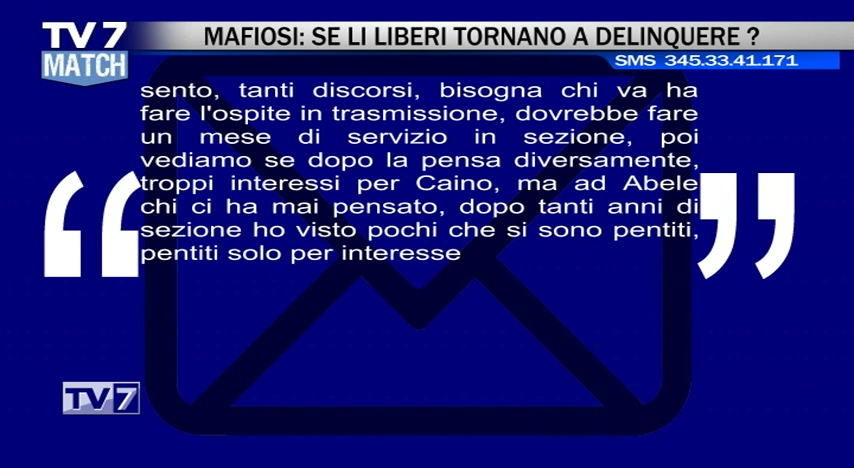 TV7
MATCH
MAFIOSI: SE LI LIBERI TORNANO A DELINQUERE ?
SMS 345.33.41.171
sento, tanti discorsi, bisogna chi va ha
fare l'ospite in trasmissione, dovrebbe fare
un mese di servizio in sezione, poi
vediamo se dopo la pensa diversamente,
troppi interessi per Caino, ma ad Abele
chi ci ha mai pensato, dopo tanti anni di
sezione ho visto pochi che si sono pentiti,
pentiti solo per interesse
TV7